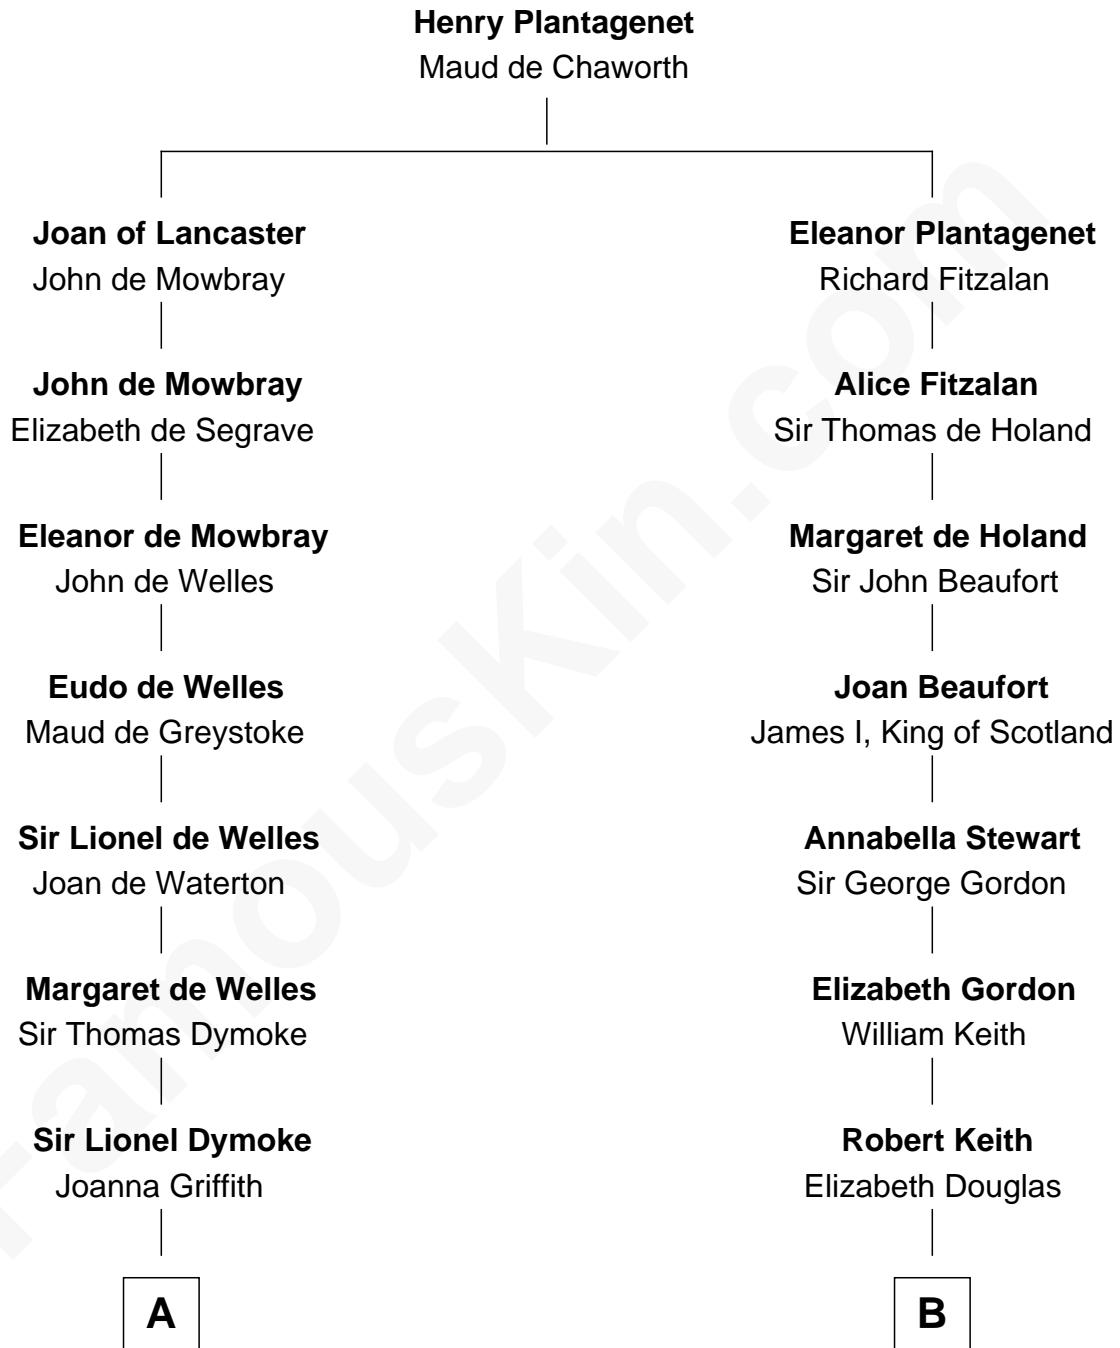 Henry Plantagenet
Maud de Chaworth
Joan of Lancaster
John de Mowbray
Eleanor Plantagenet
Richard Fitzalan
John de Mowbray
Elizabeth de Segrave
Alice Fitzalan
Sir Thomas de Holand
Eleanor de Mowbray
John de Welles
Margaret de Holand
Sir John Beaufort
Eudo de Welles
Maud de Greystoke
Joan Beaufort
James I, King of Scotland
Sir Lionel de Welles
Joan de Waterton
Annabella Stewart
Sir George Gordon
Margaret de Welles
Sir Thomas Dymoke
Elizabeth Gordon
William Keith
Sir Lionel Dymoke
Joanna Griffith
Robert Keith
Elizabeth Douglas
A
B
FamousKin.com